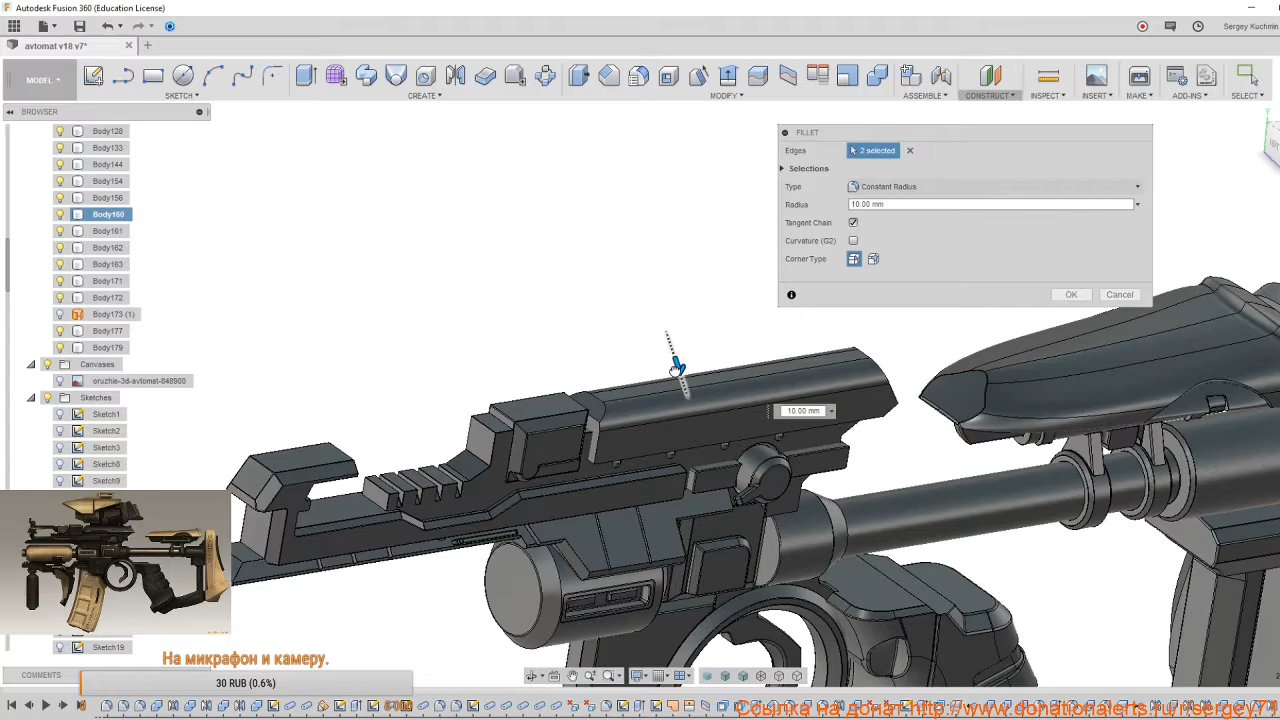 Autodesk Fusion 360 (Education License)
Sergey Kuchmin
avtomat v18 v7*
MODEL
SKETCH
CREATE
MODIFY
ASSEMBLE
CONSTRUCT
INSPECT
INSERT
MAKE
ADD-INS
SELECT
BROWSER
Body128
Body133
Body144
Body154
Body156
Body160
Body161
Body162
Body163
Body171
Body172
Body173 (1)
Body177
Body179
Canvases
oruzhie-3d-avtomat-848900
Sketches
Sketch1
Sketch2
Sketch3
Sketch8
Sketch9
Sketch19
FILLET
Edges
2 selected
Selections
Type
Constant Radius
Radius
10.00 mm
Tangent Chain
Curvature (G2)
Corner Type
OK
Cancel
10.00 mm
На микрофон и камеру.
30 RUB (0.6%)
COMMENTS